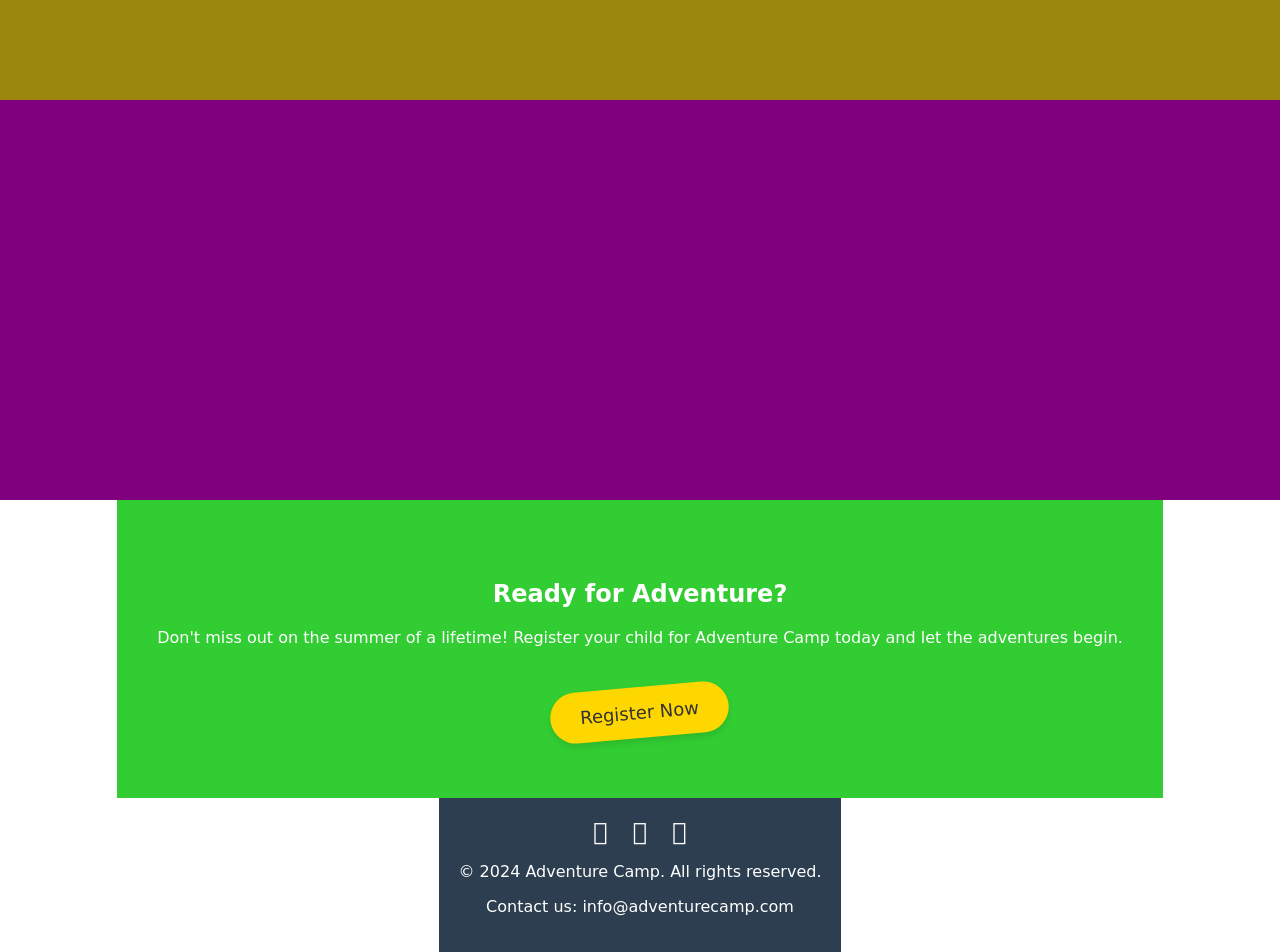 Ready for Adventure?
Don't miss out on the summer of a lifetime! Register your child for Adventure Camp today and let the adventures begin.
Register Now
© 2024 Adventure Camp. All rights reserved.
Contact us: info@adventurecamp.com